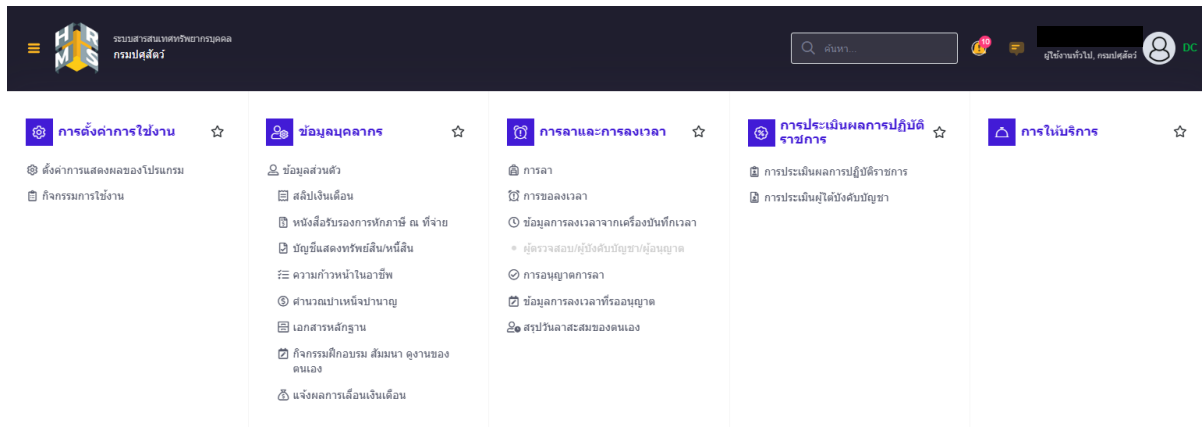 HR
MS
ระบบสารสนเทศทรัพยากรบุคคล
กรมปศุสัตว์
ค้นหา...
10
ผู้ใช้งานทั่วไป, กรมปศุสัตว์
DC
การตั้งค่าการใช้งาน
ตั้งค่าการแสดงผลของโปรแกรม
กิจกรรมการใช้งาน
ข้อมูลบุคลากร
ข้อมูลส่วนตัว
สลิปเงินเดือน
หนังสือรับรองการหักภาษี ณ ที่จ่าย
บัญชีแสดงทรัพย์สิน/หนี้สิน
ความก้าวหน้าในอาชีพ
คำนวณบำเหน็จบำนาญ
เอกสารหลักฐาน
กิจกรรมฝึกอบรม สัมมนา ดูงานของ
ตนเอง
แจ้งผลการเลื่อนเงินเดือน
การลาและการลงเวลา
การลา
การขอลงเวลา
ข้อมูลการลงเวลาจากเครื่องบันทึกเวลา
ผู้ตรวจสอบ/ผู้บังคับบัญชา/ผู้อนุญาต
การอนุญาตการลา
ข้อมูลการลงเวลาที่รออนุญาต
สรุปวันลาสะสมของตนเอง
การประเมินผลการปฏิบัติ
ราชการ
การประเมินผลการปฏิบัติราชการ
การประเมินผู้ใต้บังคับบัญชา
การให้บริการ